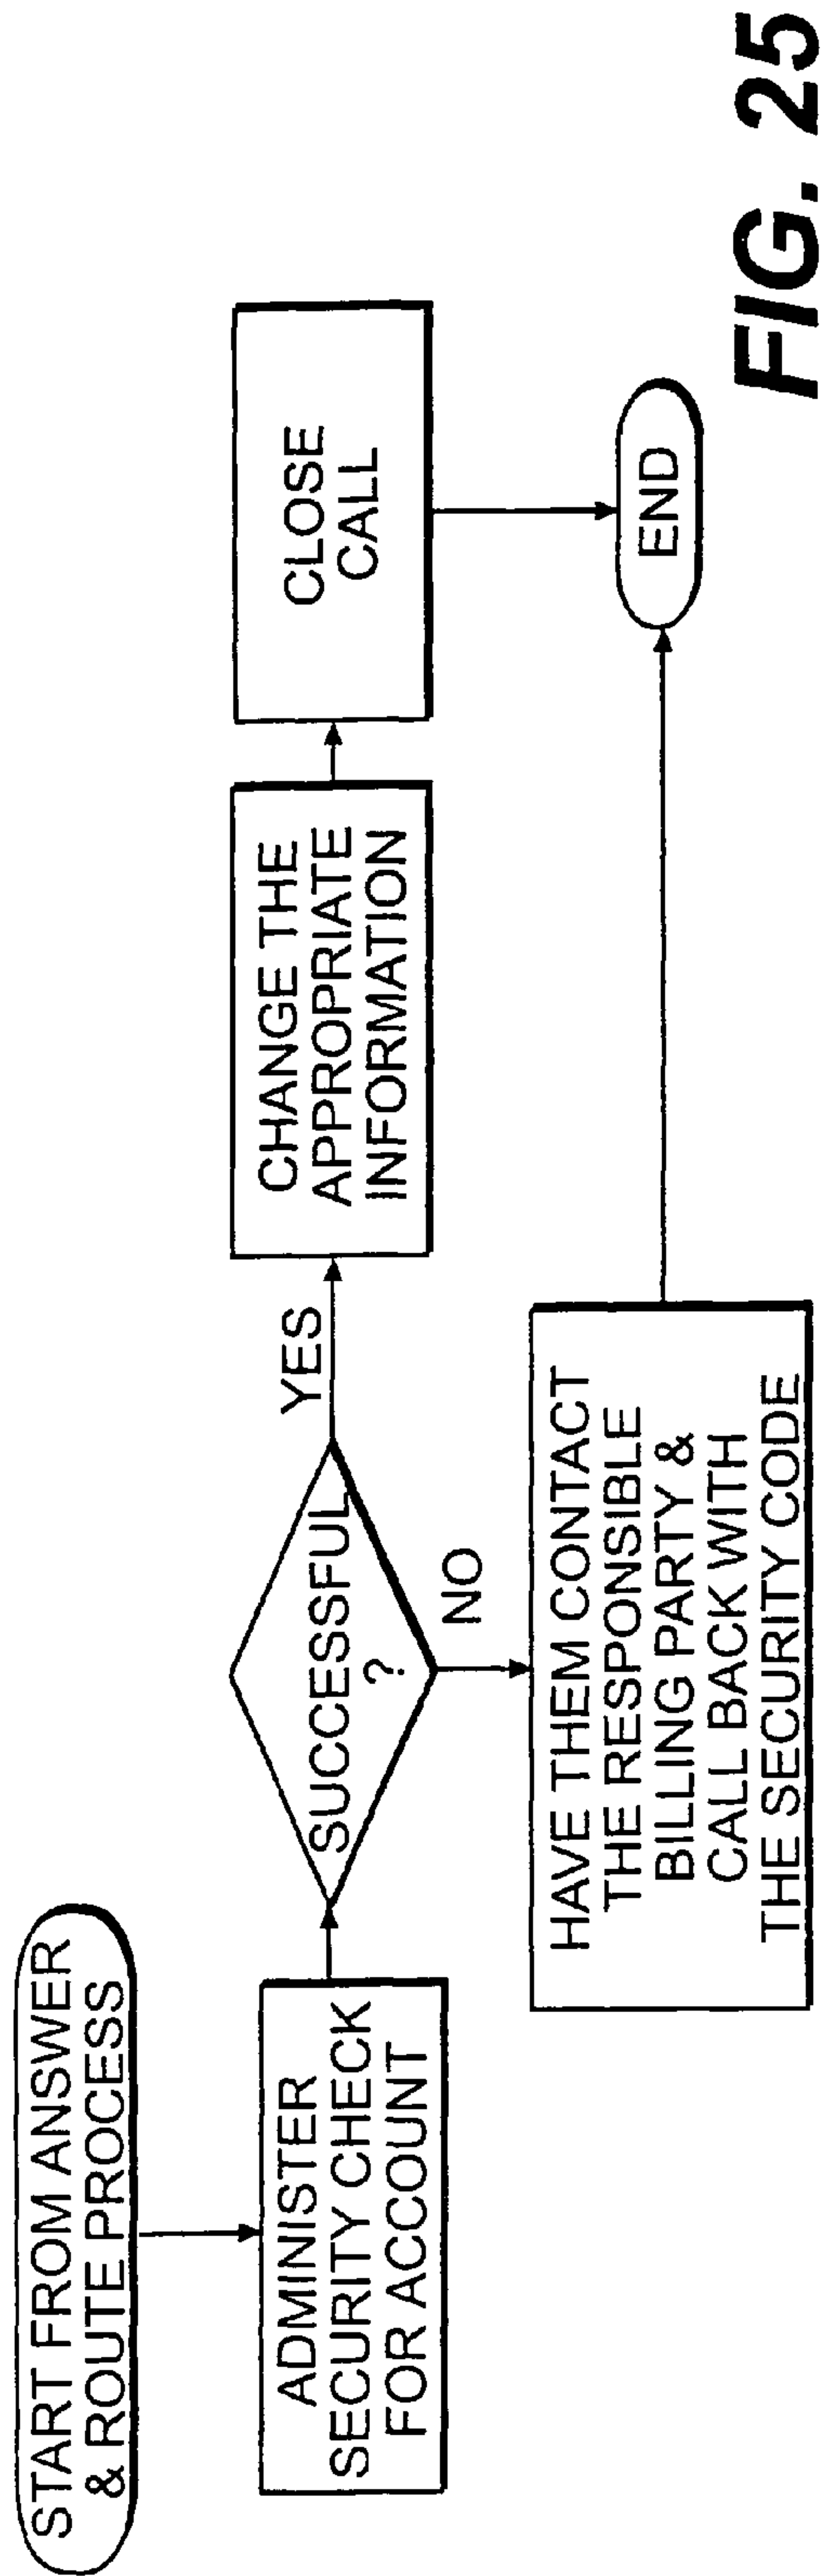 START FROM ANSWER
& ROUTE PROCESS
ADMINISTER
SECURITY CHECK
FOR ACCOUNT
SUCCESSFUL
?
YES
NO
CHANGE THE
APPROPRIATE
INFORMATION
CLOSE
CALL
HAVE THEM CONTACT
THE RESPONSIBLE
BILLING PARTY &
CALL BACK WITH
THE SECURITY CODE
END
FIG. 25